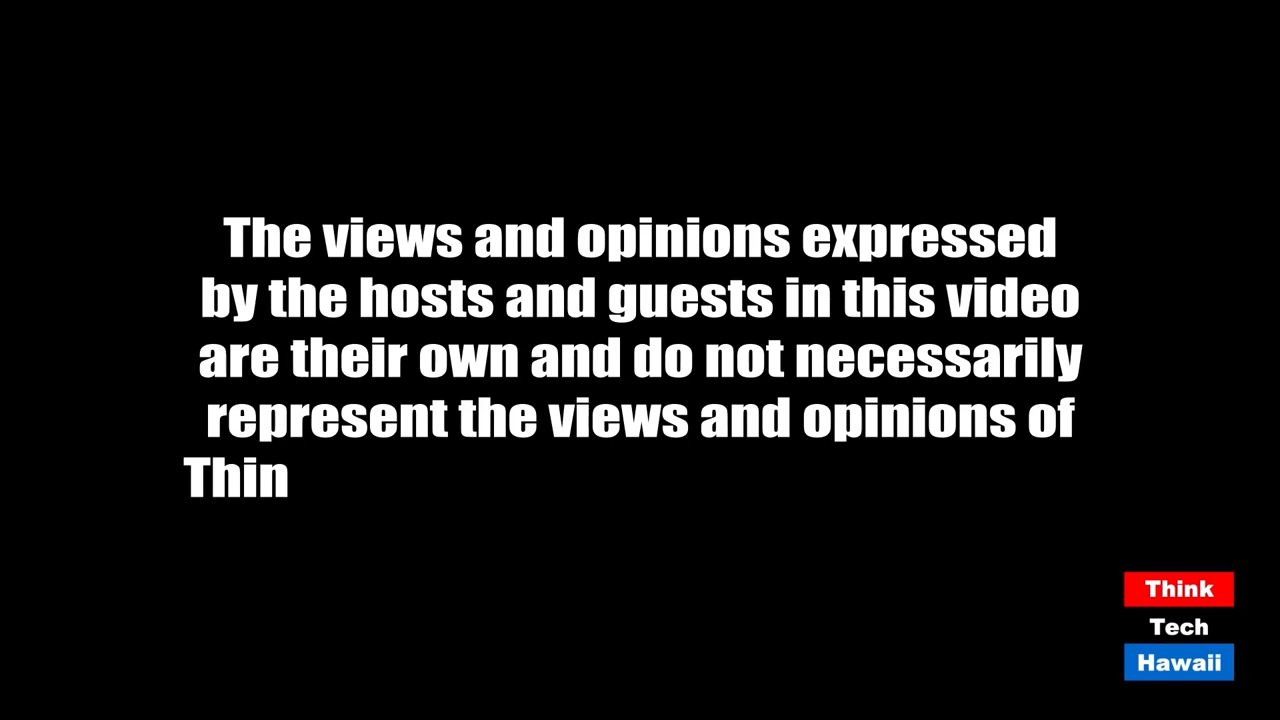 The views and opinions expressed
by the hosts and guests in this video
are their own and do not necessarily
represent the views and opinions of
Thin
Think
Tech
Hawaii